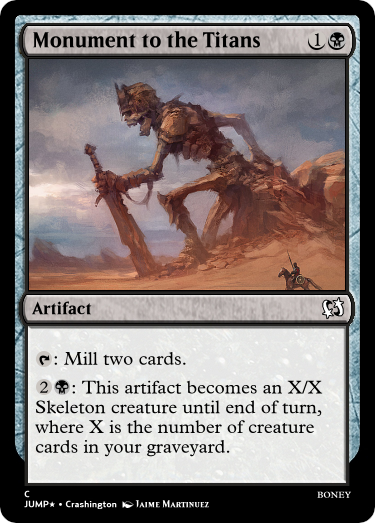 Monument to the Titans 1
Artifact
: Mill two cards.
2 : This artifact becomes an X/X
Skeleton creature until end of turn,
where X is the number of creature
cards in your graveyard.
C
JUMP★ • Crashington Jaime Martinuez
BONEY